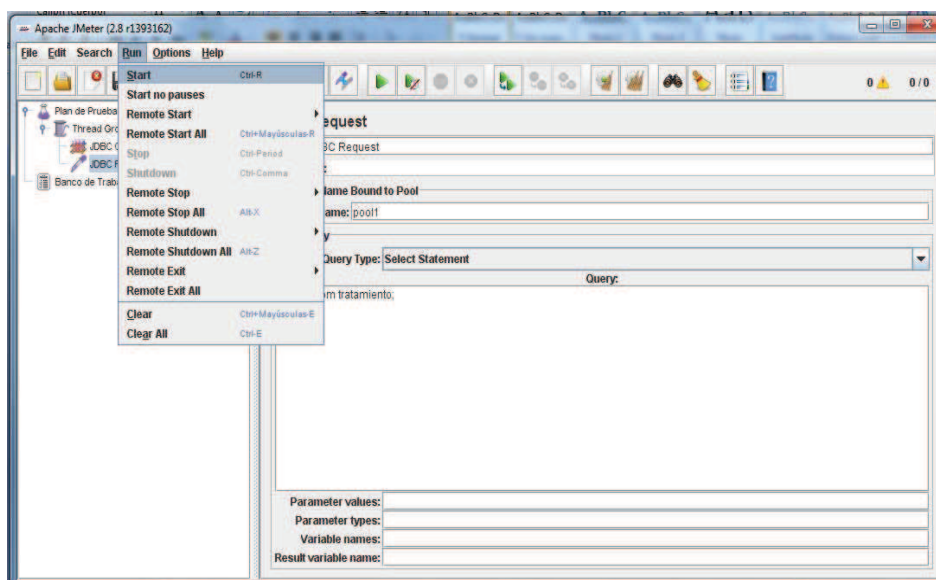 Apache JMeter (2.8 r1393162)
File Edit Search Run Options Help
0 0/0
Start Ctrl-R
Start no pauses
Remote Start
Remote Start All Ctrl+Mayúsculas-R
Stop Ctrl-Period
Shutdown Ctrl-Comma
Remote Stop
Remote Stop All Alt-X
Remote Shutdown
Remote Shutdown All Alt-Z
Remote Exit
Remote Exit All
Clear Ctrl+Mayúsculas-E
Clear All Ctrl-E
Plan de Prueba
Thread Gro
JDBC
JDBC
Banco de Trab
equest
BC Request
Name Bound to Pool
ame: pool1
y
Query Type: Select Statement
Query:
om tratamiento;
Parameter values:
Parameter types:
Variable names:
Result variable name: